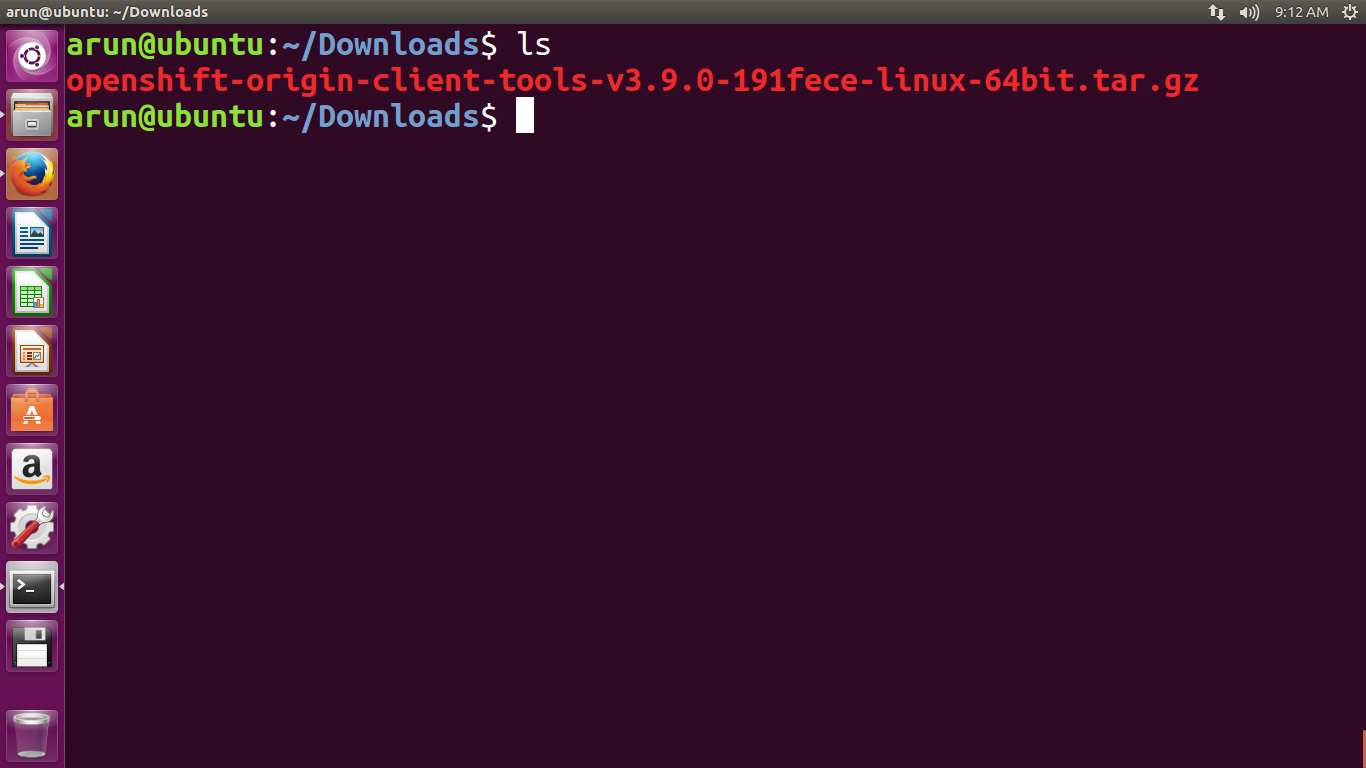 arun@ubuntu: ~/Downloads
9:12 AM
arun@ubuntu:~/Downloads$ ls
openshift-origin-client-tools-v3.9.0-191fece-linux-64bit.tar.gz
arun@ubuntu:~/Downloads$